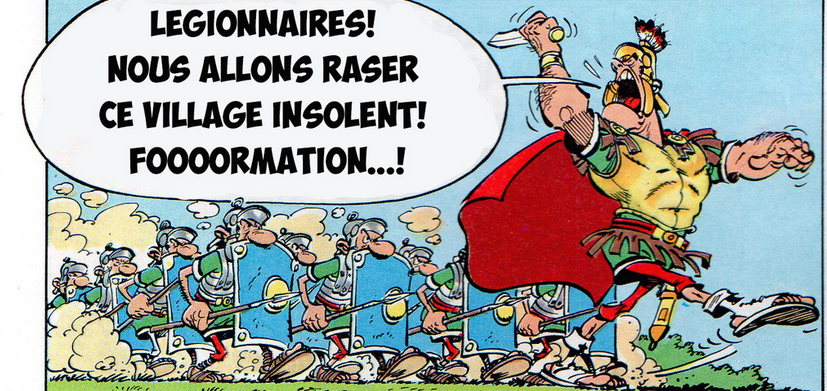 LEGIONNAIRES!
NOUS ALLONS RASER
CE VILLAGE INSOLENT!
FOOOORMATION...!